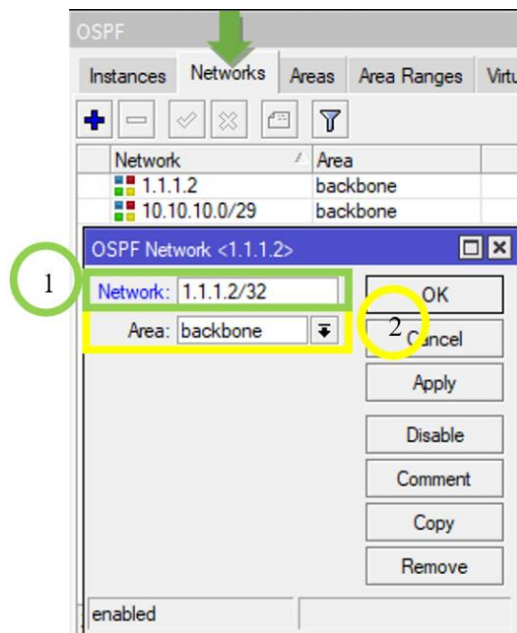 OSPF
Instances Networks Areas Area Ranges
Network Area
1.1.1.2 backbone
10.10.10.0/29 backbone
OSPF Network <1.1.1.2>
1
Network: 1.1.1.2/32 OK
Area: backbone
2
Cancel
Apply
Disable
Comment
Copy
Remove
enabled